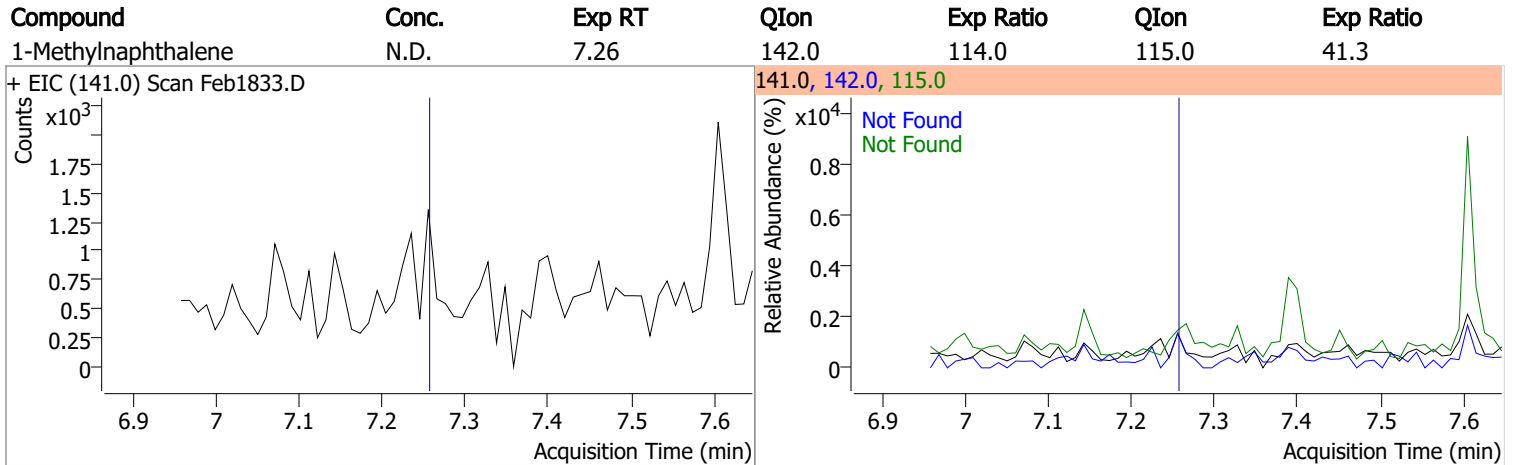 Compound Conc. Exp RT QIon Exp Ratio QIon Exp Ratio
1-Methylnaphthalene N.D. 7.26 142.0 114.0 115.0 41.3
+ EIC (141.0) Scan Feb1833.D
Counts
x10³
1.75
1.5
1.25
1
0.75
0.5
0.25
0
6.9 7 7.1 7.2 7.3 7.4 7.5 7.6
Acquisition Time (min)
141.0, 142.0, 115.0
Relative Abundance (%)
x10⁴
Not Found
Not Found
0.8
0.6
0.4
0.2
0
6.9 7 7.1 7.2 7.3 7.4 7.5 7.6
Acquisition Time (min)